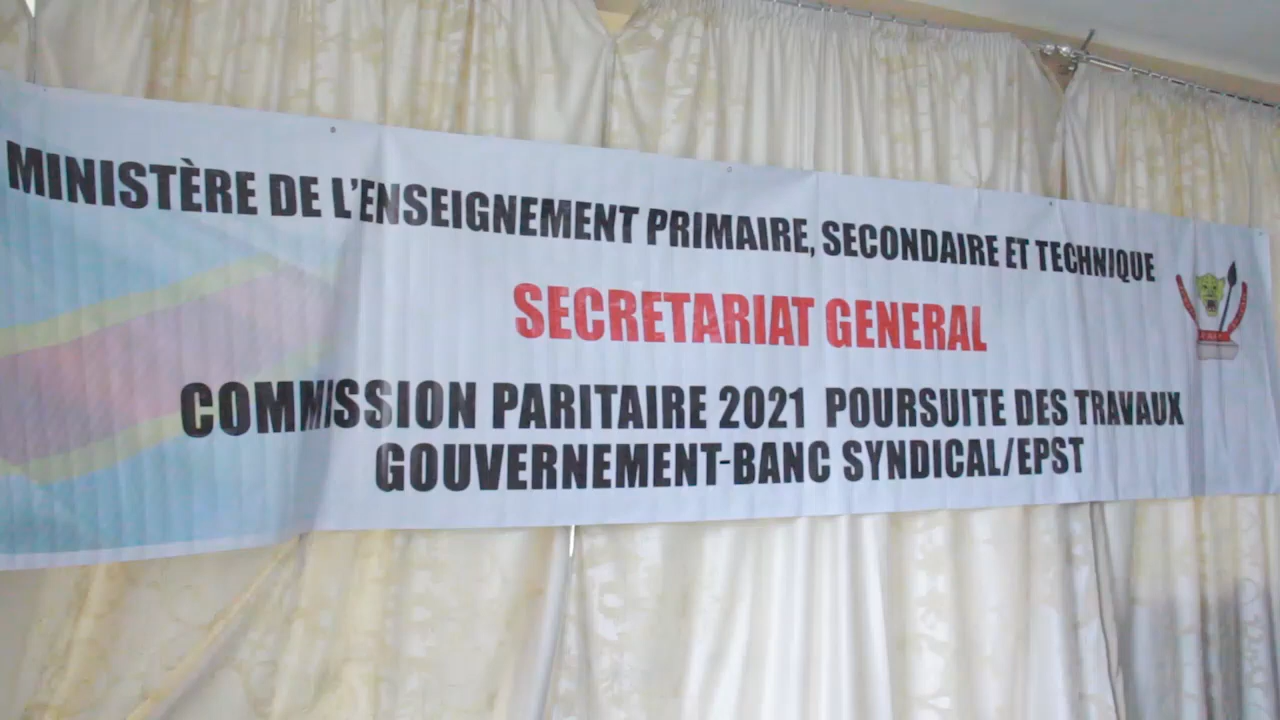 MINISTÈRE DE L'ENSEIGNEMENT PRIMAIRE, SECONDAIRE ET TECHNIQUE
SECRETARIAT GENERAL
COMMISSION PARITAIRE 2021 POURSUITE DES TRAVAUX
GOUVERNEMENT-BANC SYNDICAL/EPST